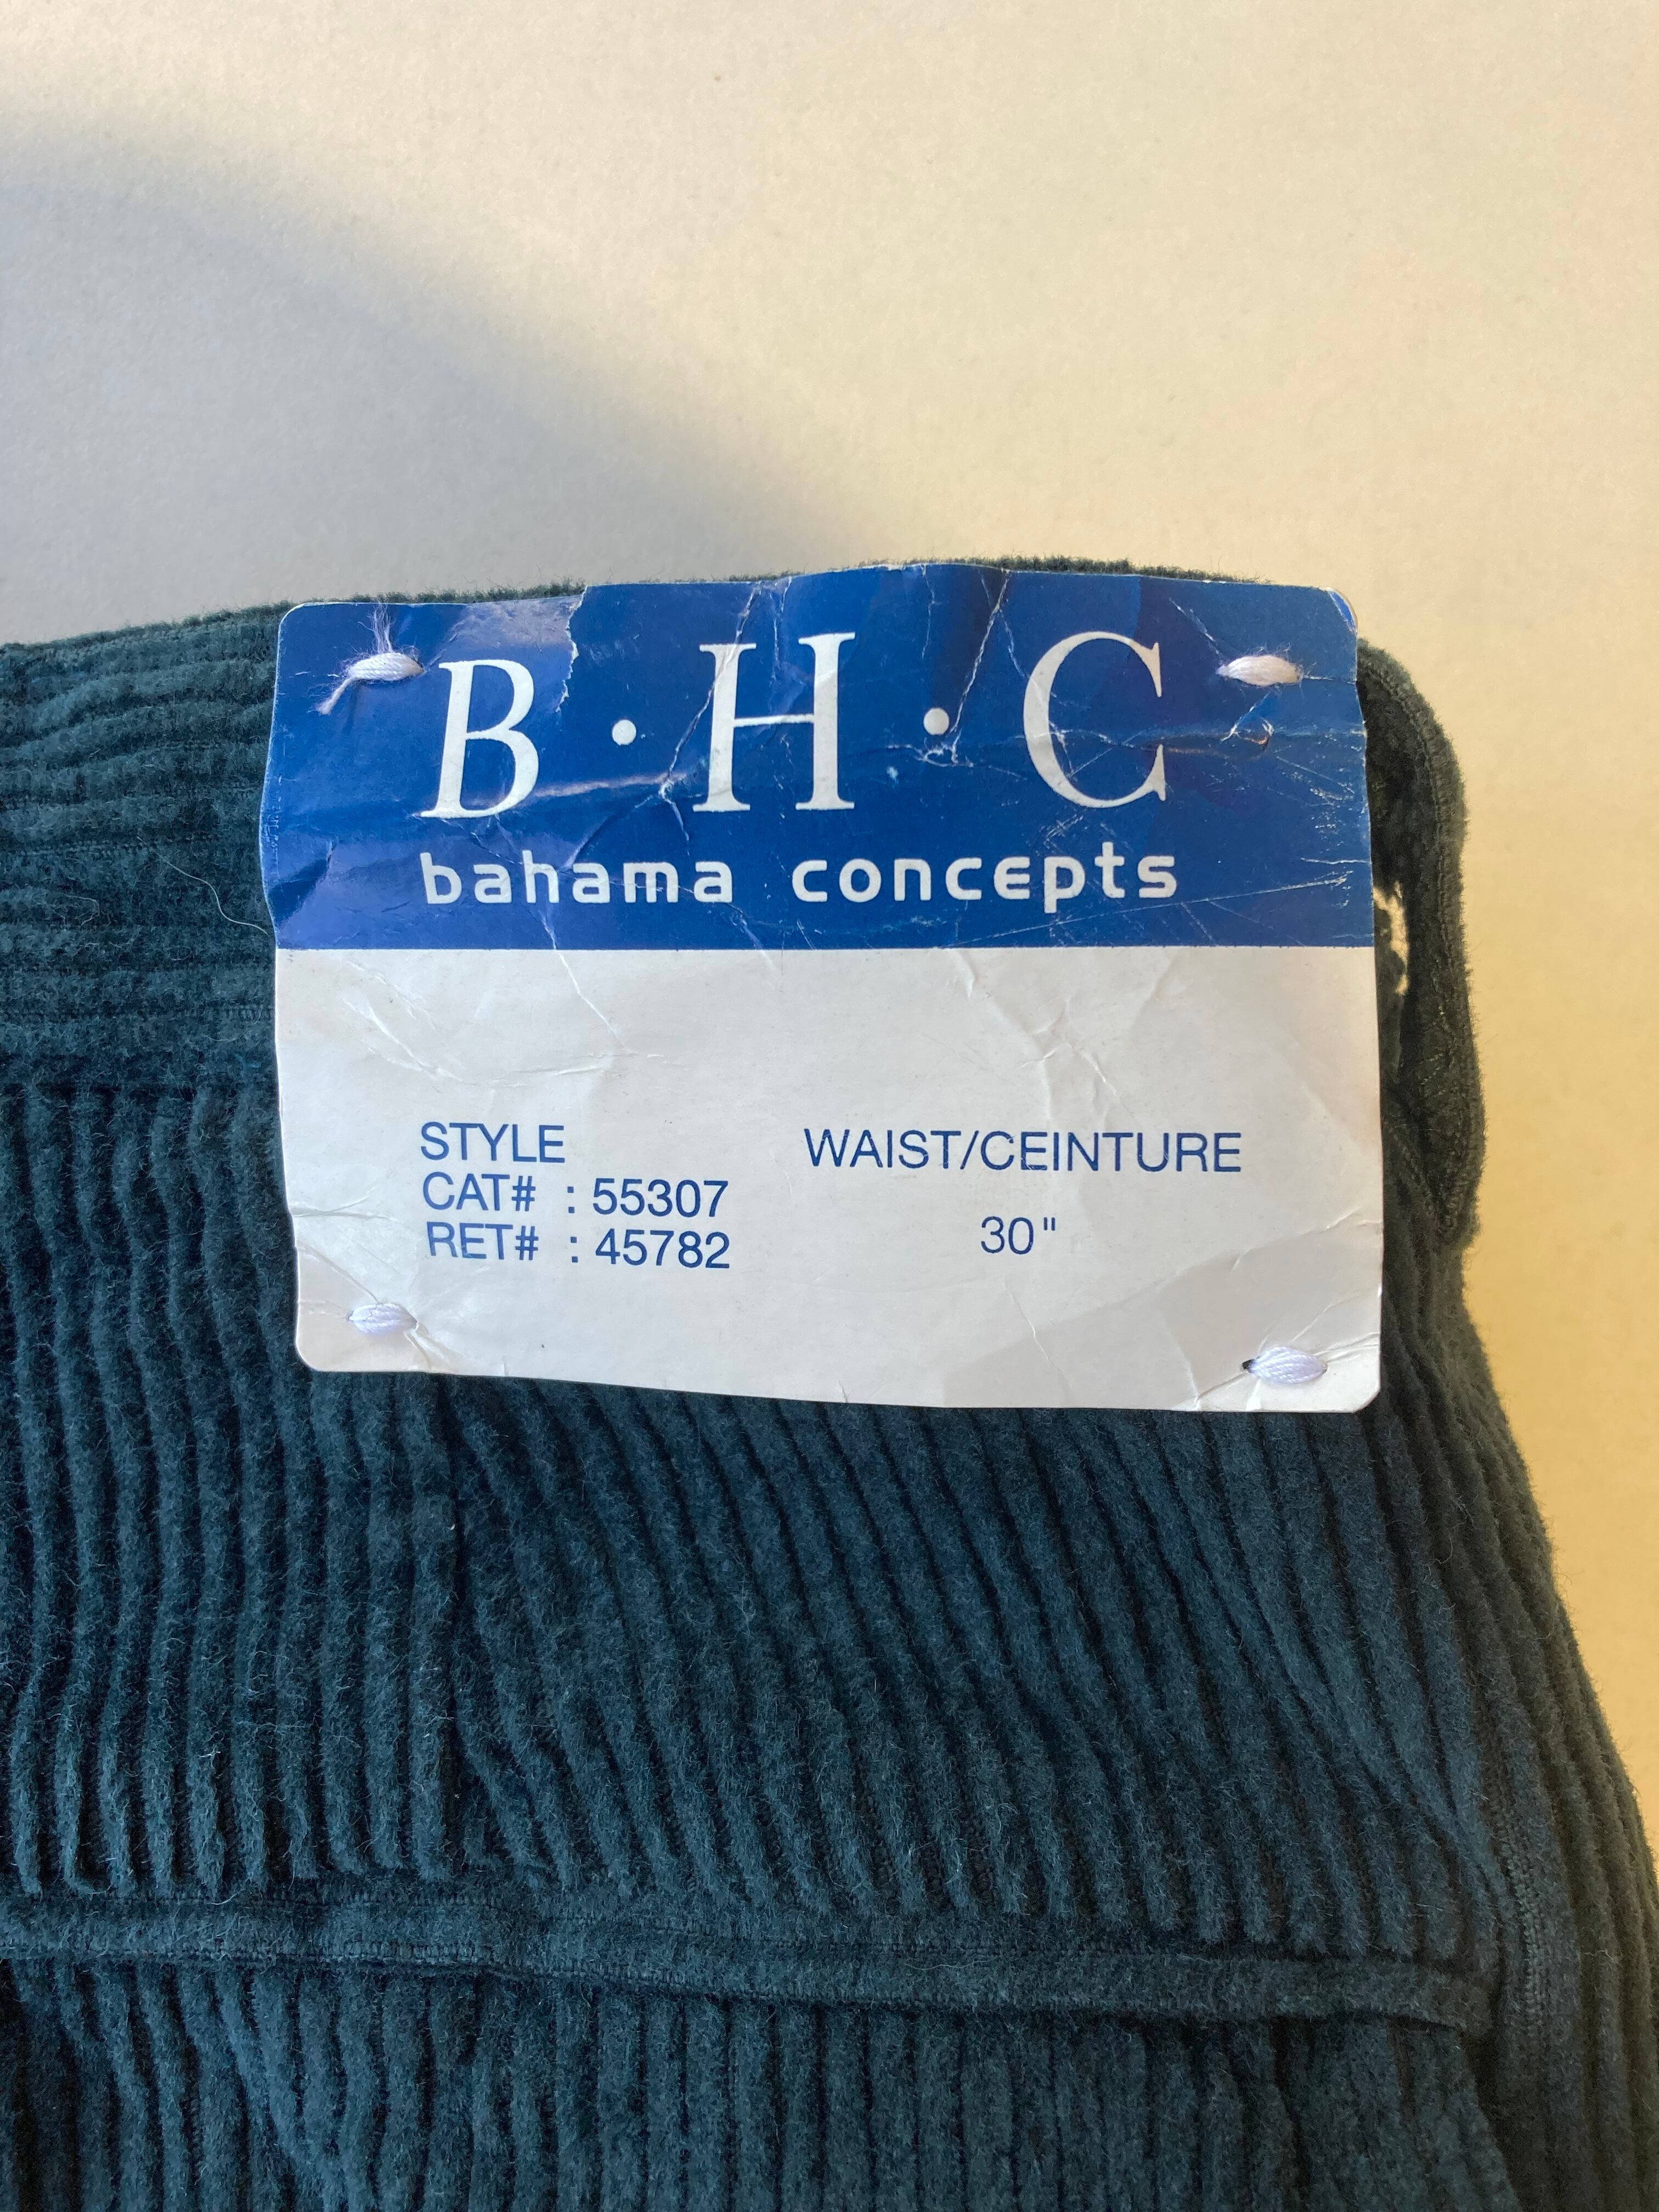 B·H·C
bahama concepts
STYLE
CAT# : 55307
RET# : 45782
WAIST/CEINTURE
30"